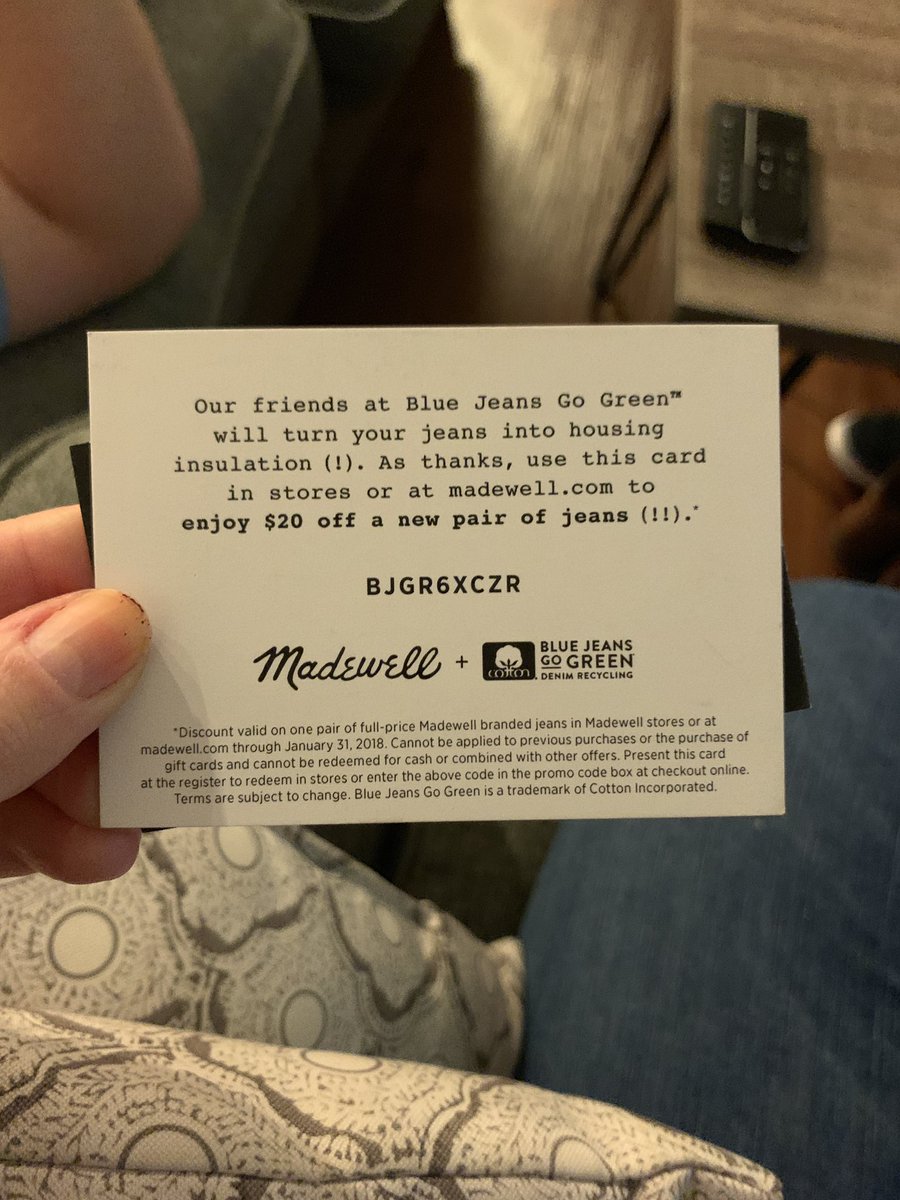 Our friends at Blue Jeans Go Green™
will turn your jeans into housing
insulation (!). As thanks, use this card
in stores or at madewell.com to
enjoy $20 off a new pair of jeans (!!).*
BJGR6XCZR
Madewell + cotton. BLUE JEANS
GO GREEN™
DENIM RECYCLING
*Discount valid on one pair of full-price Madewell branded jeans in Madewell stores or at
madewell.com through January 31, 2018. Cannot be applied to previous purchases or the purchase of
gift cards and cannot be redeemed for cash or combined with other offers. Present this card
at the register to redeem in stores or enter the above code in the promo code box at checkout online.
Terms are subject to change. Blue Jeans Go Green is a trademark of Cotton Incorporated.